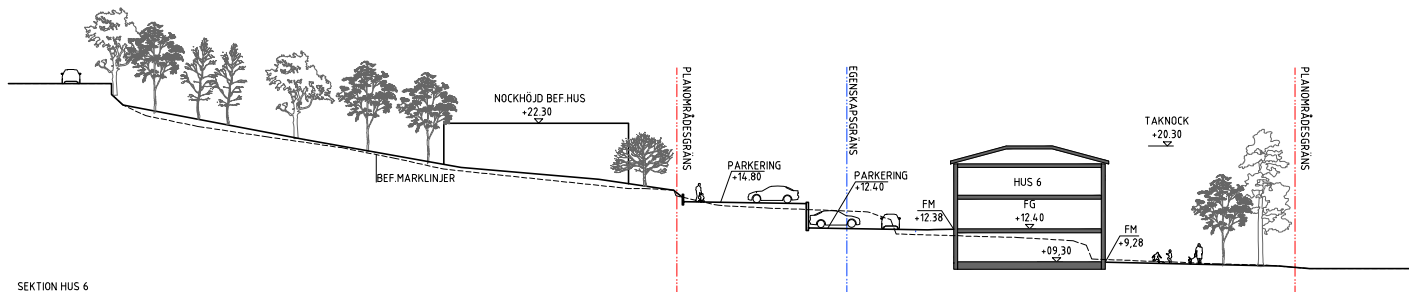 NOCKHÖJD BEF.HUS
+22.30
BEF.MARKLINJER
PLANOMRÅDESGRÄNS
PARKERING
+14.80
EGENSKAPSGRÄNS
PARKERING
+12.40
FM
+12.38
HUS 6
FG
+12.40
+09,30
FM
+9,28
TAKNOCK
+20.30
PLANOMRÅDESGRÄNS
SEKTION HUS 6